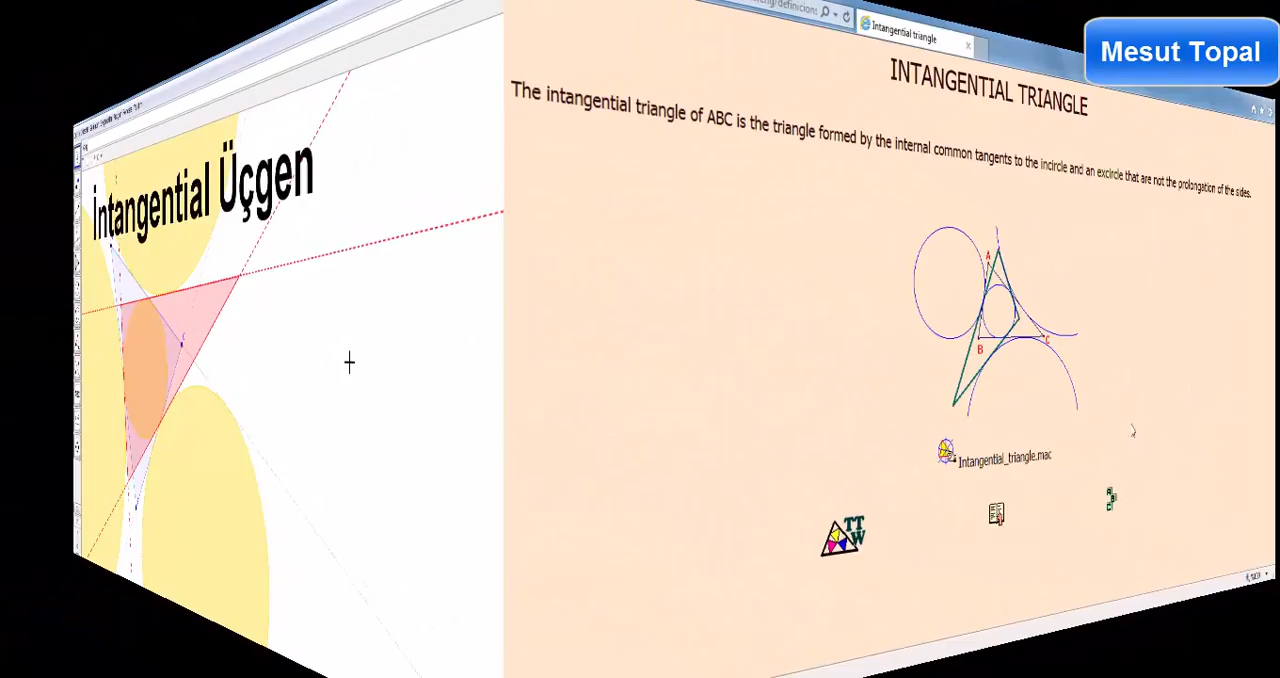 Mesut Topal
İntangential Üçgen
C
Intangential triangle
INTANGENTIAL TRIANGLE
The intangential triangle of ABC is the triangle formed by the internal common tangents to the incircle and an excircle that are not the prolongation of the sides.
A
B
C
Intangential_triangle.mac
TT
W